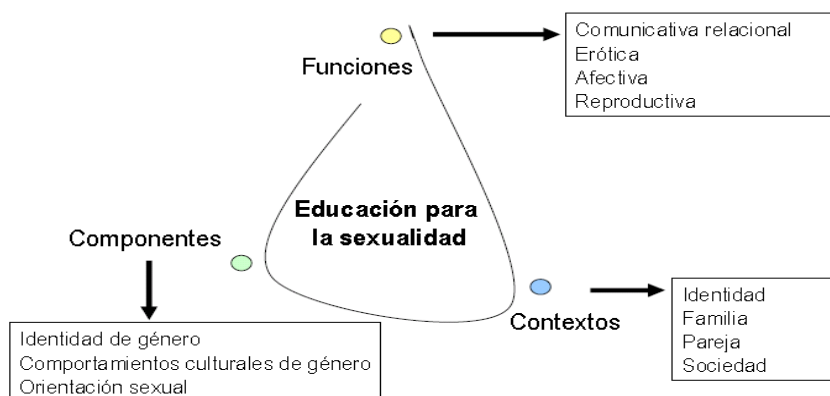 Funciones
Comunicativa relacional
Erótica
Afectiva
Reproductiva
Educación para
la sexualidad
Componentes
Identidad de género
Comportamientos culturales de género
Orientación sexual
Contextos
Identidad
Familia
Pareja
Sociedad